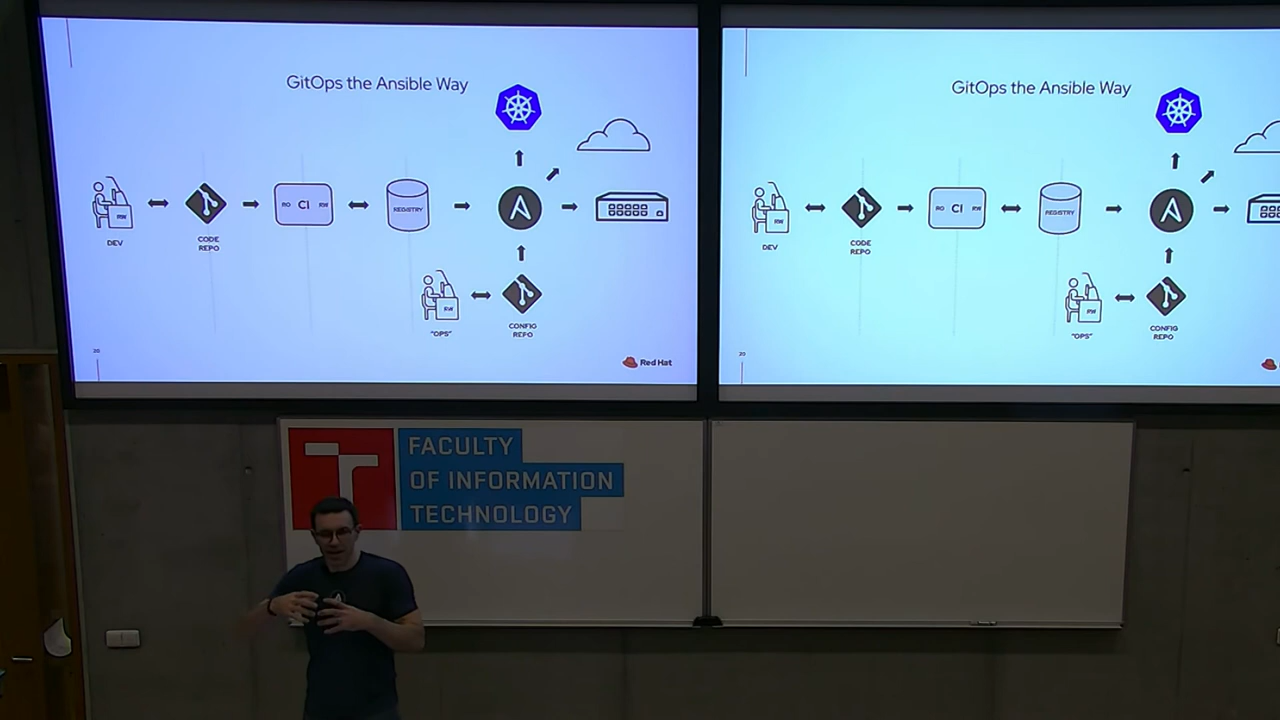 GitOps the Ansible Way
RO CI RW
REGISTRY
RW
DEV
CODE
REPO
RW
"OPS"
CONFIG
REPO
20
Red Hat
GitOps the Ansible Way
RO CI RW
REGISTRY
RW
DEV
CODE
REPO
RW
"OPS"
CONFIG
REPO
20
FACULTY
OF INFORMATION
TECHNOLOGY